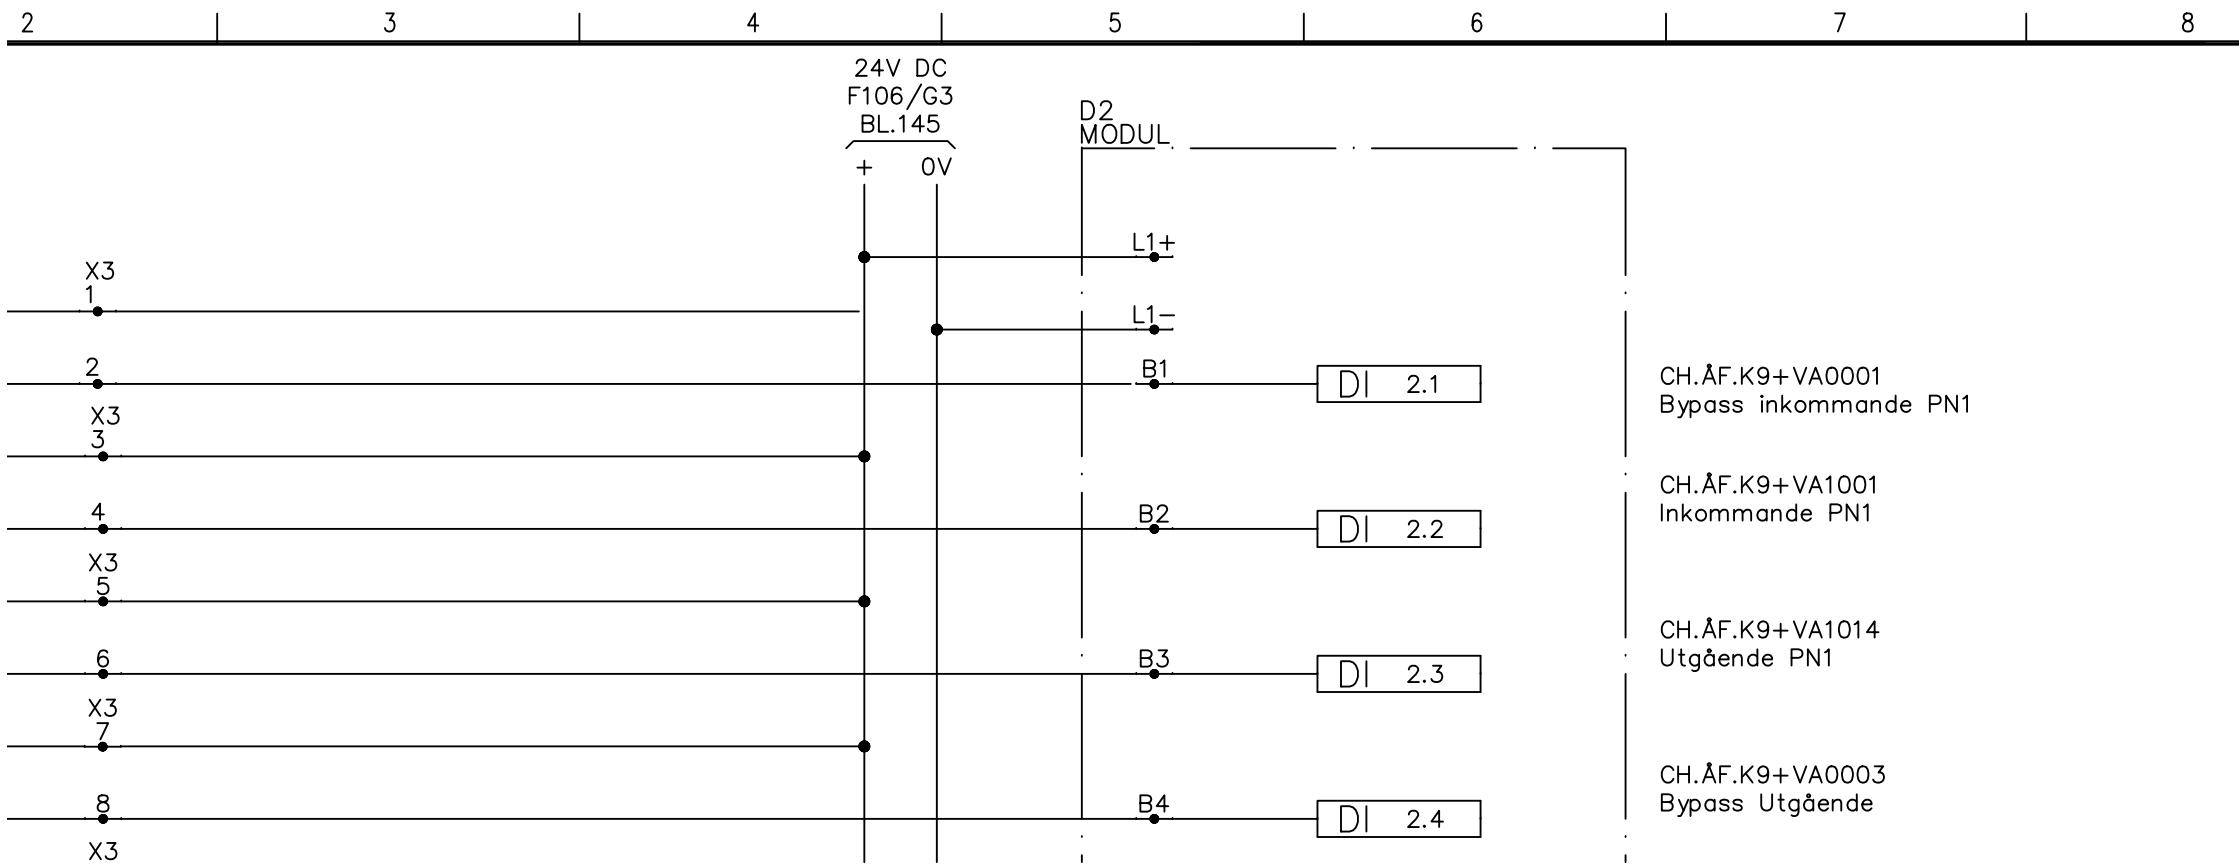 2 3 4 5 6 7 8
24V DC
F106/G3
BL.145
+ 0V
D2
MODUL
L1+
X3
1
L1-
2
B1
DI 2.1
CH.ÅF.K9+VA0001
Bypass inkommande PN1
X3
3
4
B2
DI 2.2
CH.ÅF.K9+VA1001
Inkommande PN1
X3
5
6
B3
DI 2.3
CH.ÅF.K9+VA1014
Utgående PN1
X3
7
8
B4
DI 2.4
CH.ÅF.K9+VA0003
Bypass Utgående
X3